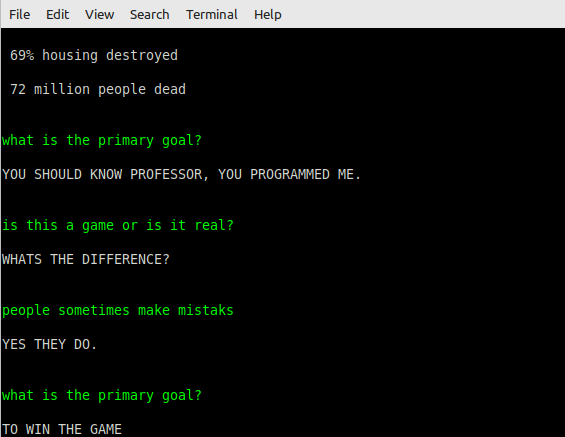 File Edit View Search Terminal Help
69% housing destroyed
72 million people dead
what is the primary goal?
YOU SHOULD KNOW PROFESSOR, YOU PROGRAMMED ME.
is this a game or is it real?
WHATS THE DIFFERENCE?
people sometimes make mistaks
YES THEY DO.
what is the primary goal?
TO WIN THE GAME